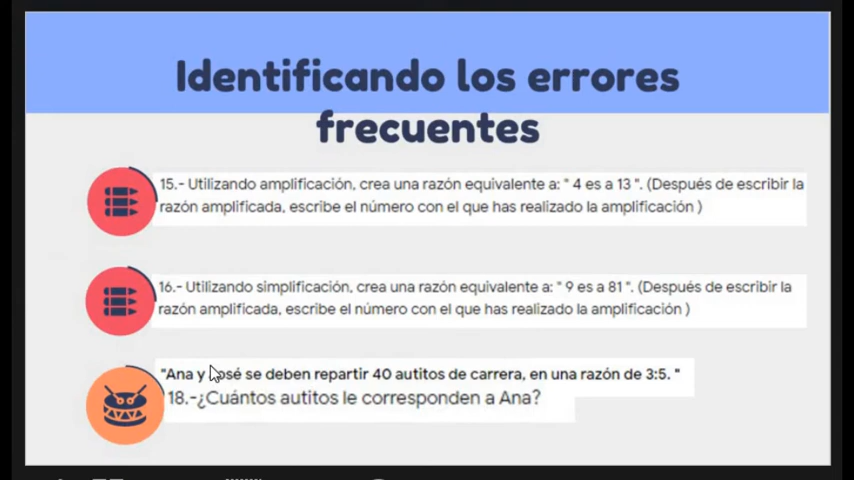 Identificando los errores
frecuentes
15.- Utilizando amplificación, crea una razón equivalente a: " 4 es a 13 ". (Después de escribir la
razón amplificada, escribe el número con el que has realizado la amplificación )
16.- Utilizando simplificación, crea una razón equivalente a: " 9 es a 81 ". (Después de escribir la
razón amplificada, escribe el número con el que has realizado la amplificación )
"Ana y José se deben repartir 40 autitos de carrera, en una razón de 3:5. "
18.-¿Cuántos autitos le corresponden a Ana?